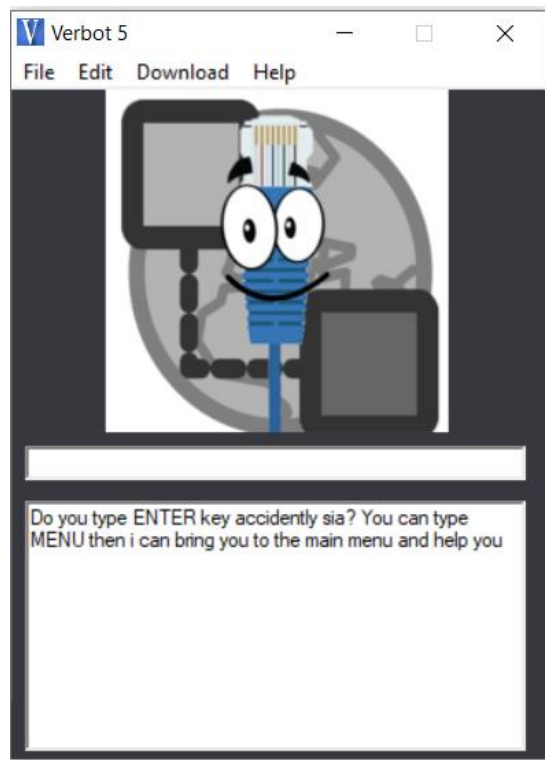 Verbot 5
File Edit Download Help
Do you type ENTER key accidently sia? You can type
MENU then i can bring you to the main menu and help you